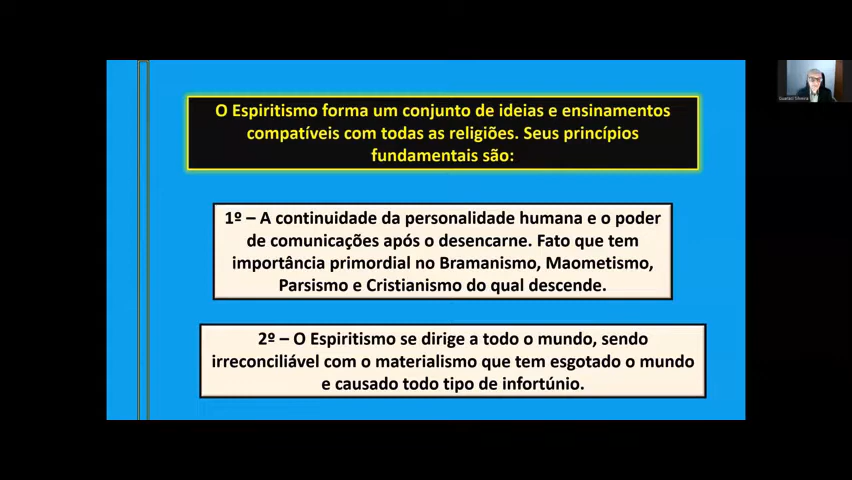 O Espiritismo forma um conjunto de ideias e ensinamentos
compatíveis com todas as religiões. Seus princípios
fundamentais são:
1º – A continuidade da personalidade humana e o poder
de comunicações após o desencarne. Fato que tem
importância primordial no Bramanismo, Maometismo,
Parsismo e Cristianismo do qual descende.
2º – O Espiritismo se dirige a todo o mundo, sendo
irreconciliável com o materialismo que tem esgotado o mundo
e causado todo tipo de infortúnio.